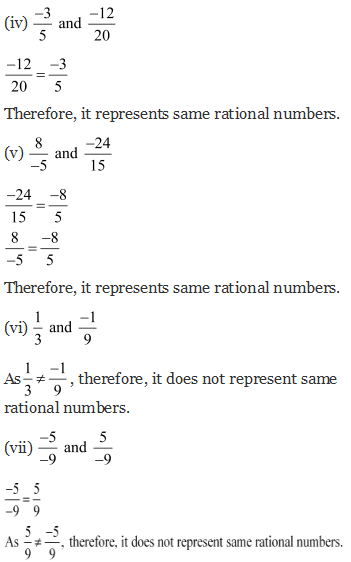 (iv) -3/5 and -12/20
-12/20 = -3/5
Therefore, it represents same rational numbers.
(v) 8/-5 and -24/15
-24/15 = -8/5
8/-5 = -8/5
Therefore, it represents same rational numbers.
(vi) 1/3 and -1/9
As 1/3 ≠ -1/9, therefore, it does not represent same
rational numbers.
(vii) -5/-9 and 5/-9
-5/-9 = 5/9
As 5/9 ≠ -5/9, therefore, it does not represent same rational numbers.